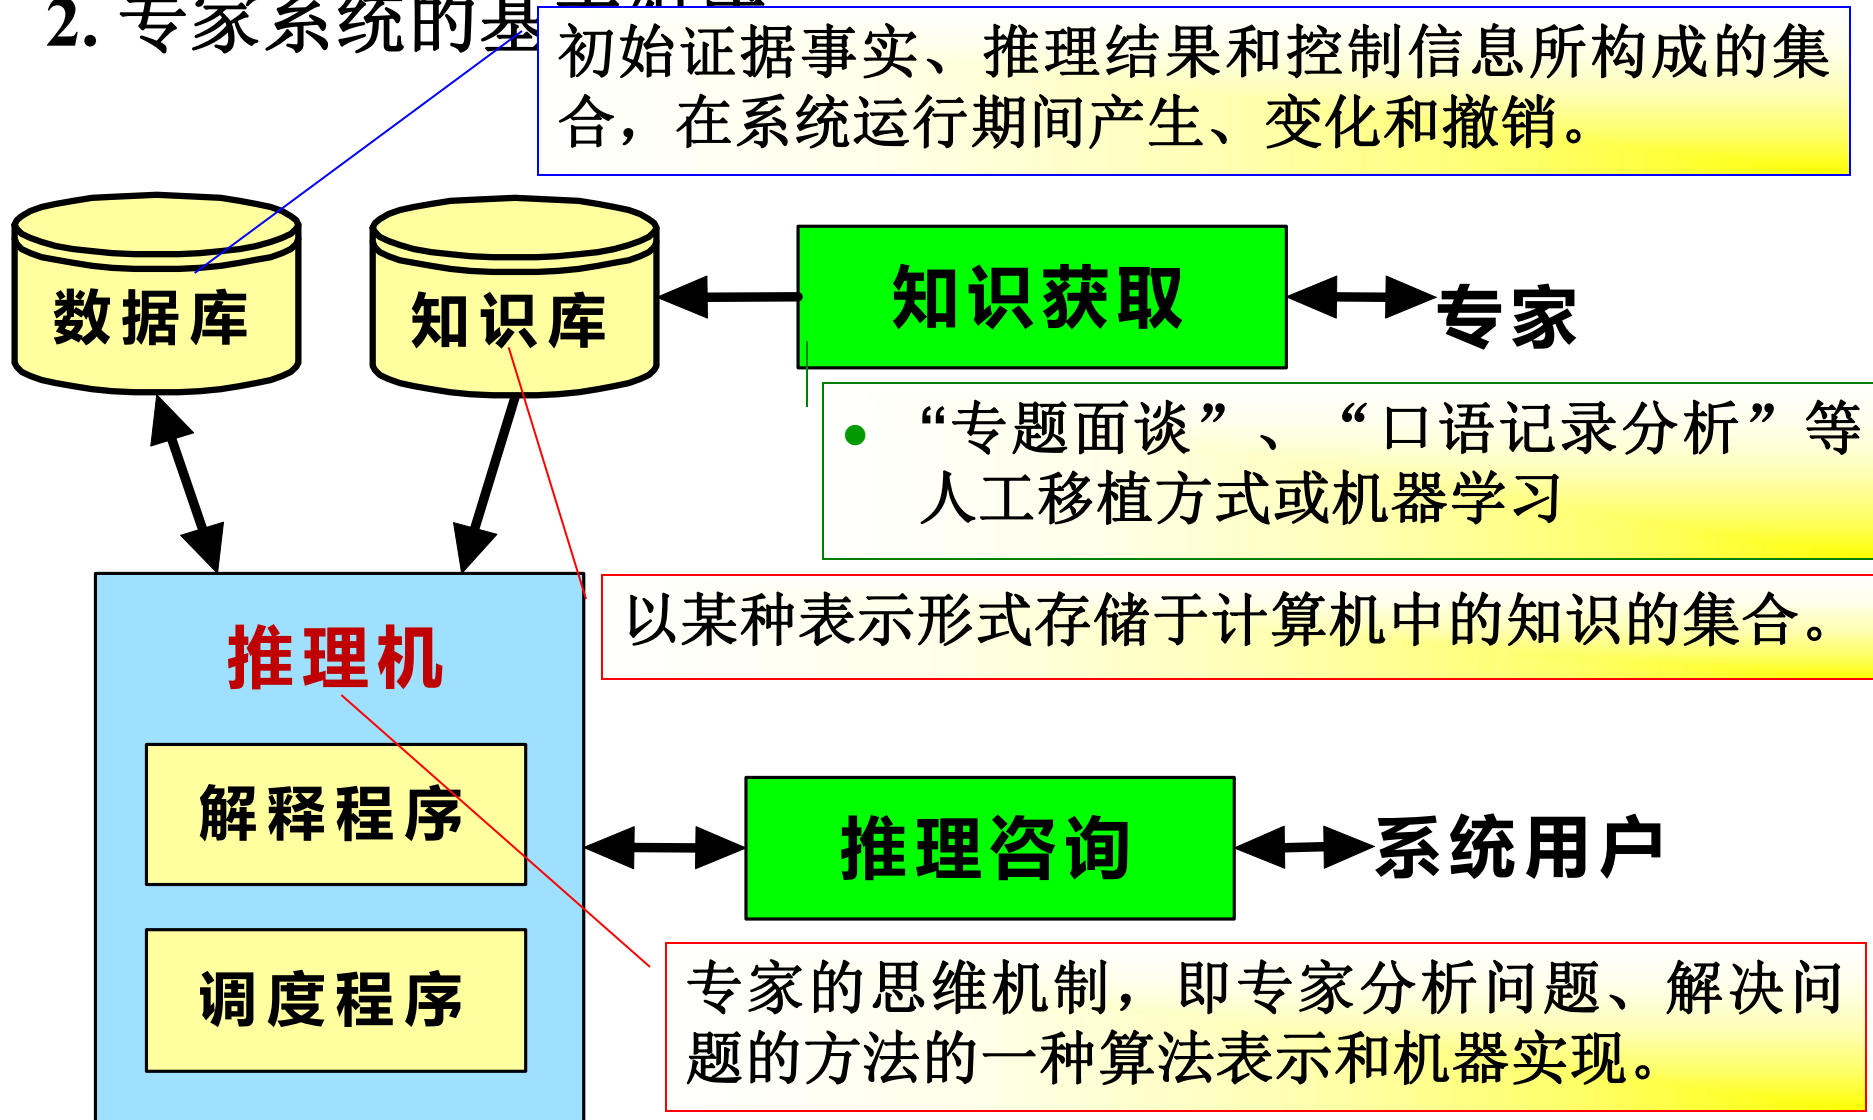 2. 专家系统的基
初始证据事实、推理结果和控制信息所构成的集
合，在系统运行期间产生、变化和撤销。
数据库
知识库
知识获取
专家
● “专题面�”、“口语记录分析”等
人工移植方式或机器学习
以某种表示形式存储于计算机中的知识的集合。
推理机
解释程序
推理咨询
系统用户
调度程序
专家的思维机制，即专家分析问题、解决问
题的方法的一种算法表示和机器实现。